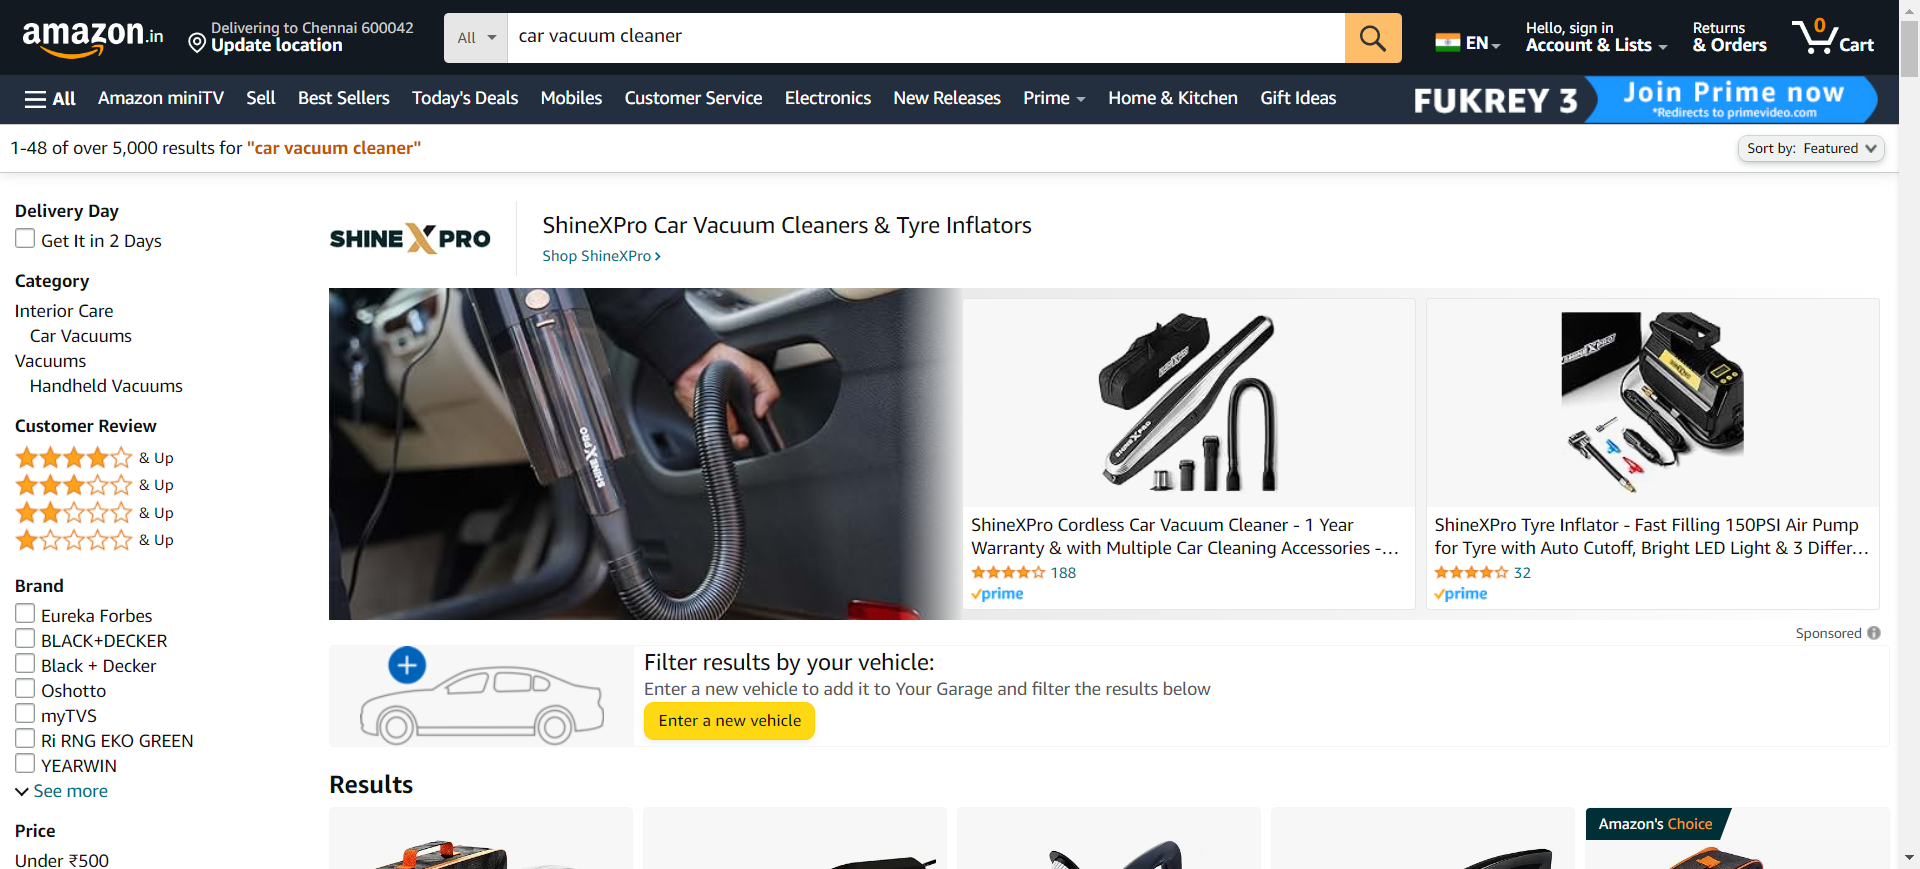 amazon.in
Delivering to Chennai 600042
Update location
All
car vacuum cleaner
EN
Hello, sign in
Account & Lists
Returns
& Orders
0
Cart
All
Amazon miniTV
Sell
Best Sellers
Today's Deals
Mobiles
Customer Service
Electronics
New Releases
Prime
Home & Kitchen
Gift Ideas
FUKREY 3
Join Prime now
*Redirects to primevideo.com
1-48 of over 5,000 results for "car vacuum cleaner"
Sort by: Featured
Delivery Day
Get It in 2 Days
Category
Interior Care
Car Vacuums
Vacuums
Handheld Vacuums
Customer Review
& Up
& Up
& Up
& Up
Brand
Eureka Forbes
BLACK+DECKER
Black + Decker
Oshotto
myTVS
Ri RNG EKO GREEN
YEARWIN
See more
Price
Under ₹500
SHINE X PRO
ShineXPro Car Vacuum Cleaners & Tyre Inflators
Shop ShineXPro ›
SHINE X PRO
SHINE X PRO
SHINE X PRO
ShineXPro Cordless Car Vacuum Cleaner - 1 Year
Warranty & with Multiple Car Cleaning Accessories -...
188
prime
SHINE X PRO
ShineXPro Tyre Inflator - Fast Filling 150PSI Air Pump
for Tyre with Auto Cutoff, Bright LED Light & 3 Differ...
32
prime
Sponsored
Filter results by your vehicle:
Enter a new vehicle to add it to Your Garage and filter the results below
Enter a new vehicle
Results
Amazon's Choice